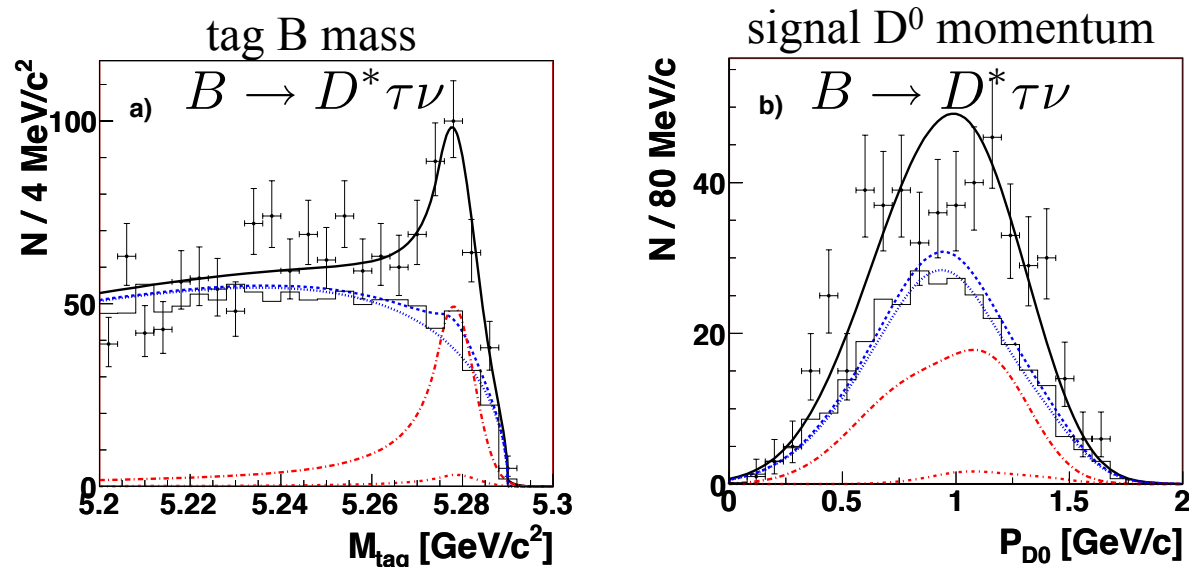 tag B mass
B → D* τν
a)
N / 4 MeV/c²
100
50
0
5.2
5.22
5.24
5.26
5.28
5.3
M_tag [GeV/c²]
signal D⁰ momentum
B → D* τν
b)
N / 80 MeV/c
40
20
0
0
0.5
1
1.5
2
P_D0 [GeV/c]